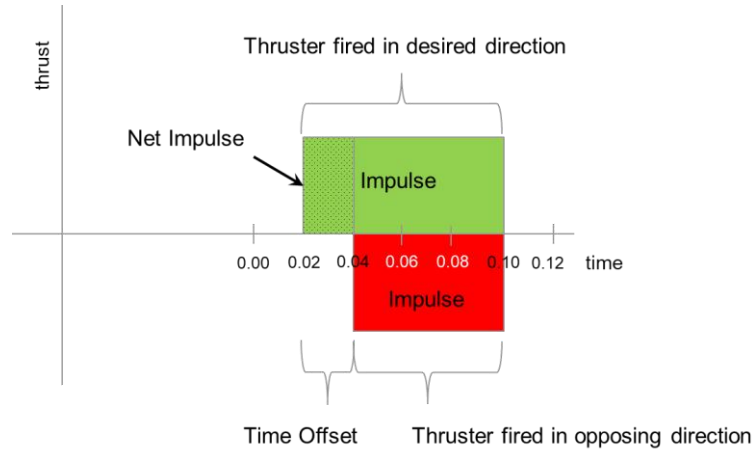 Thruster fired in desired direction
thrust
Net Impulse
Impulse
0.00 0.02 0.04 0.06 0.08 0.10 0.12 time
Impulse
Time Offset Thruster fired in opposing direction